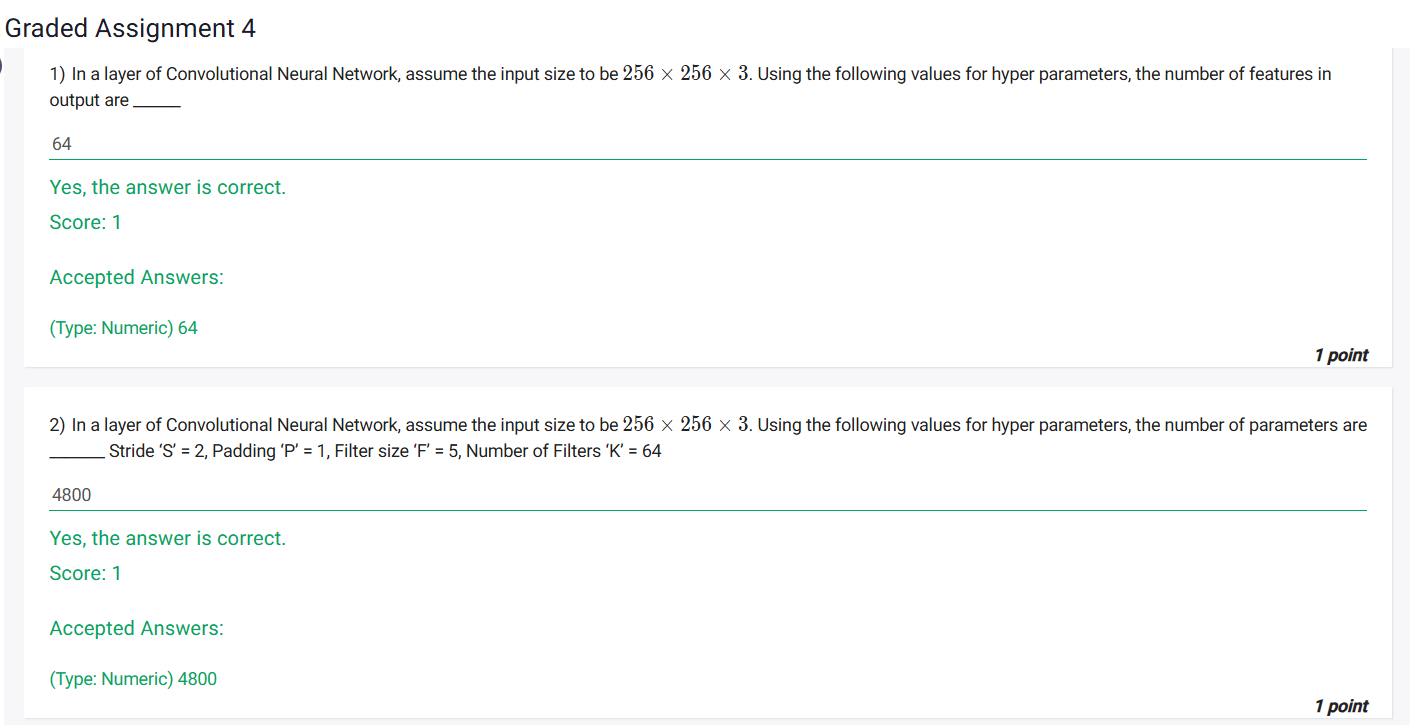 Graded Assignment 4
1) In a layer of Convolutional Neural Network, assume the input size to be 256 × 256 × 3. Using the following values for hyper parameters, the number of features in
output are ______
64
Yes, the answer is correct.
Score: 1
Accepted Answers:
(Type: Numeric) 64
1 point
2) In a layer of Convolutional Neural Network, assume the input size to be 256 × 256 × 3. Using the following values for hyper parameters, the number of parameters are
_______ Stride ‘S’ = 2, Padding ‘P’ = 1, Filter size ‘F’ = 5, Number of Filters ‘K’ = 64
4800
Yes, the answer is correct.
Score: 1
Accepted Answers:
(Type: Numeric) 4800
1 point